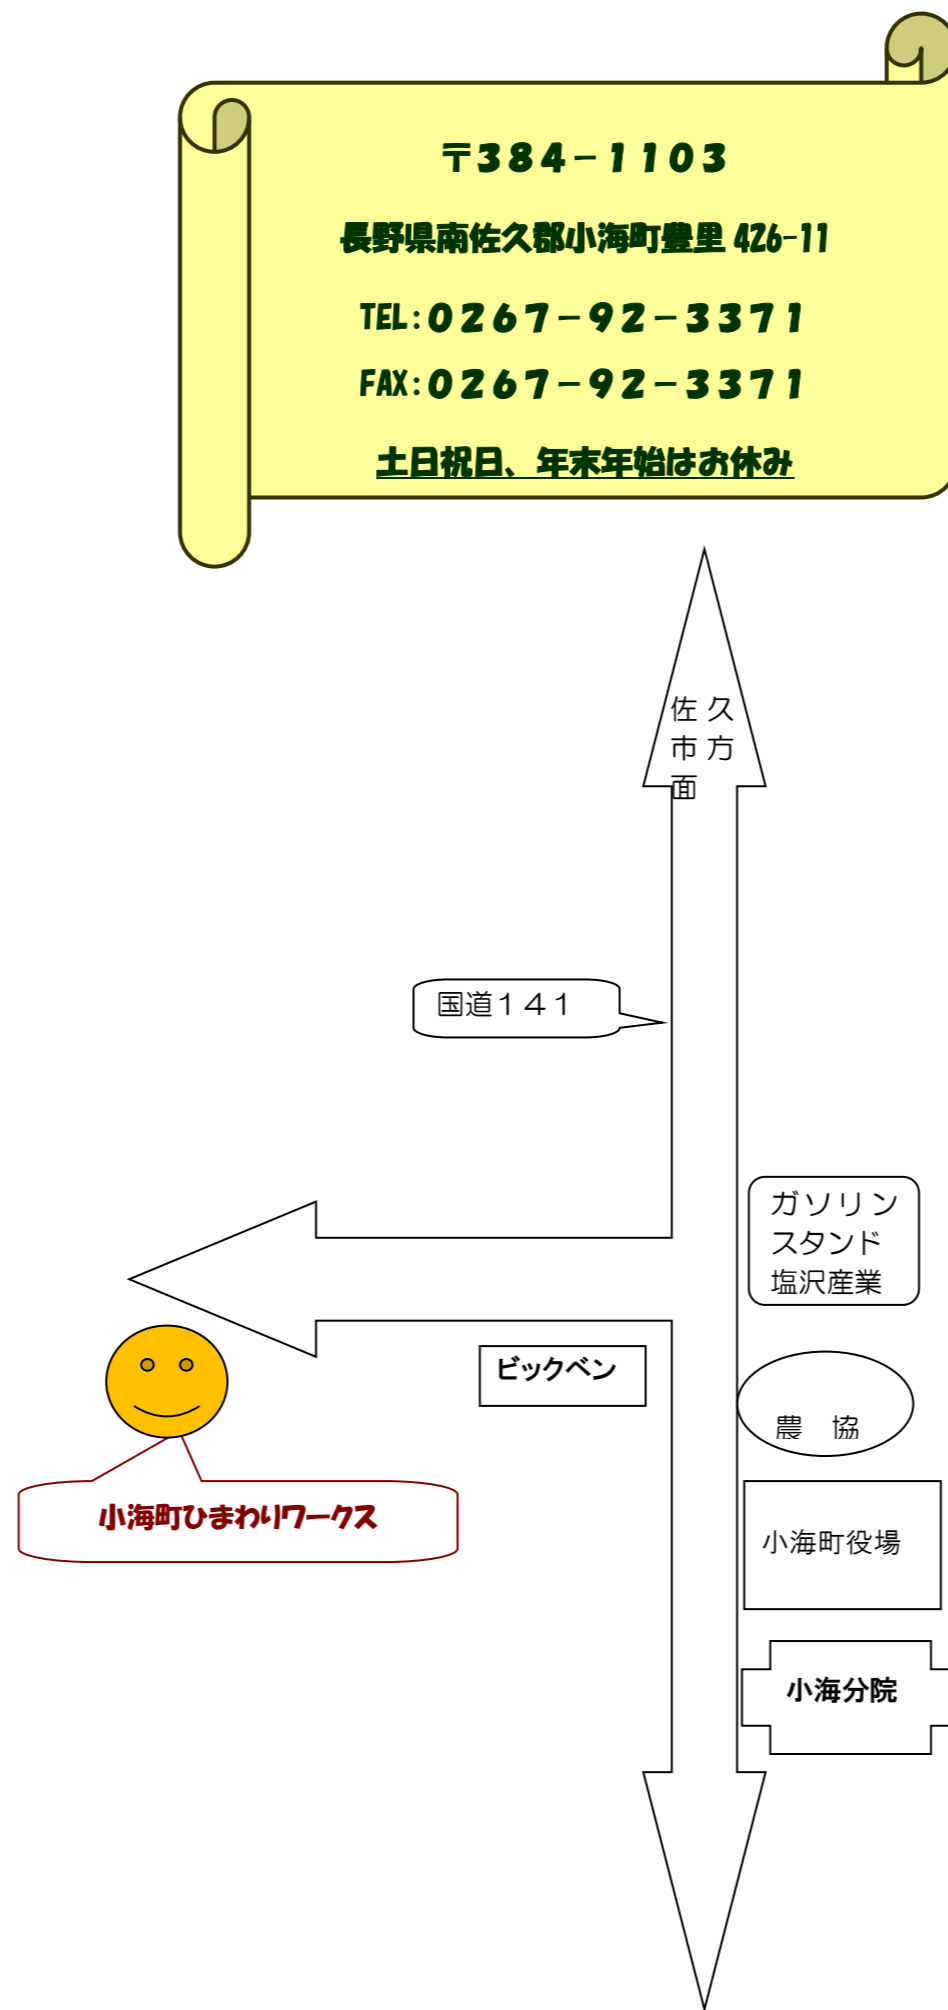 〒３８４－１１０３
長野県南佐久郡小海町豊里 426-11
TEL:０２６７－９２－３３７１
FAX:０２６７－９２－３３７１
土日祝日、年末年始はお休み
佐久
市方
面
国道１４１
ガソリン
スタンド
塩沢産業
ビックベン
農　協
小海町ひまわりワークス
小海町役場
小海分院